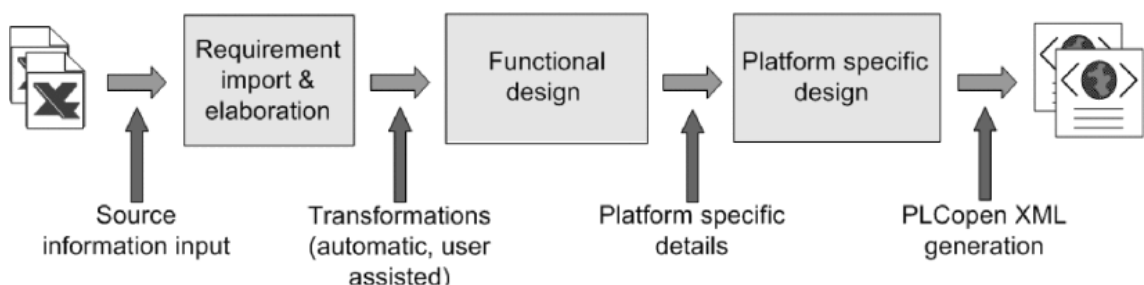 Requirement
import &
elaboration
Functional
design
Platform specific
design
Source
information input
Transformations
(automatic, user
assisted)
Platform specific
details
PLCopen XML
generation